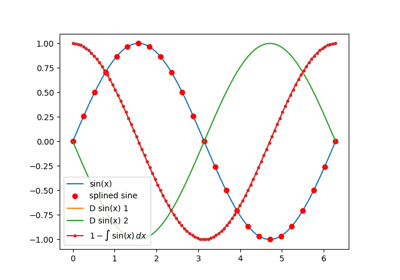 1.00
0.75
0.50
0.25
0.00
−0.25
−0.50
−0.75
−1.00
sin(x)
splined sine
D sin(x) 1
D sin(x) 2
1 − ∫ sin(x) dx
0 1 2 3 4 5 6